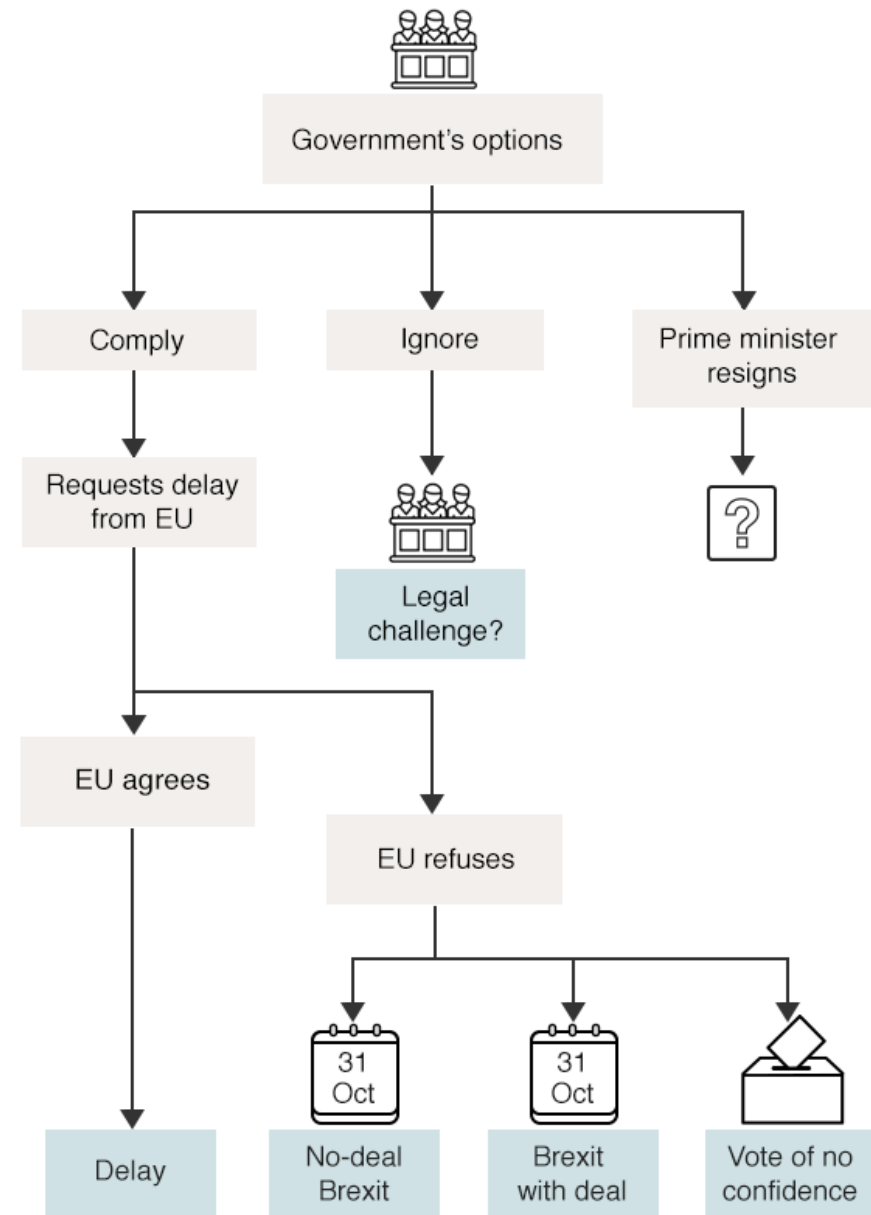 Government's options
Comply
Ignore
Prime minister
resigns
Requests delay
from EU
?
Legal
challenge?
EU agrees
EU refuses
31
Oct
31
Oct
Delay
No-deal
Brexit
Brexit
with deal
Vote of no
confidence